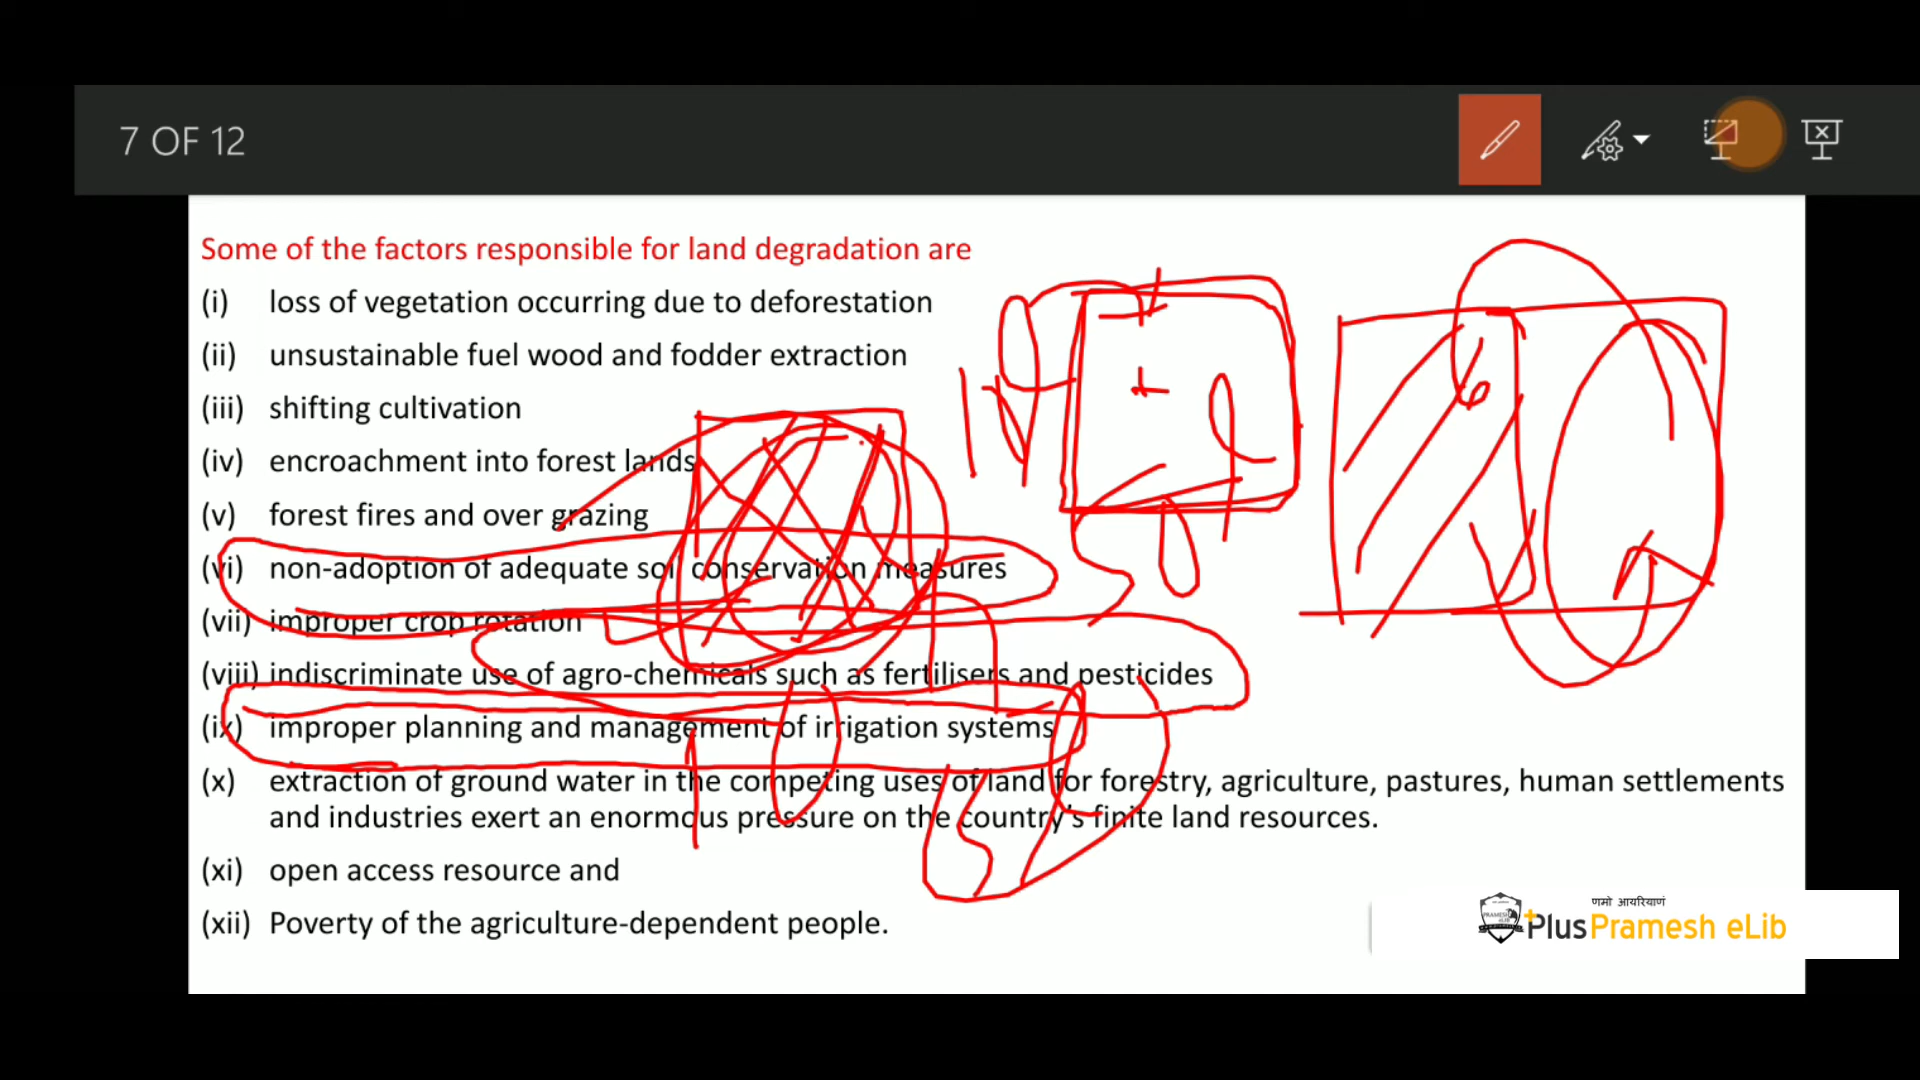 7 OF 12
Some of the factors responsible for land degradation are
(i) loss of vegetation occurring due to deforestation
(ii) unsustainable fuel wood and fodder extraction
(iii) shifting cultivation
(iv) encroachment into forest lands
(v) forest fires and over grazing
(vi) non-adoption of adequate soil conservation measures
(vii) improper crop rotation
(viii) indiscriminate use of agro-chemicals such as fertilisers and pesticides
(ix) improper planning and management of irrigation systems
(x) extraction of ground water in the competing uses of land for forestry, agriculture, pastures, human settlements
and industries exert an enormous pressure on the country's finite land resources.
(xi) open access resource and
(xii) Poverty of the agriculture-dependent people.
णमो आयरियाणं
Plus Pramesh eLib